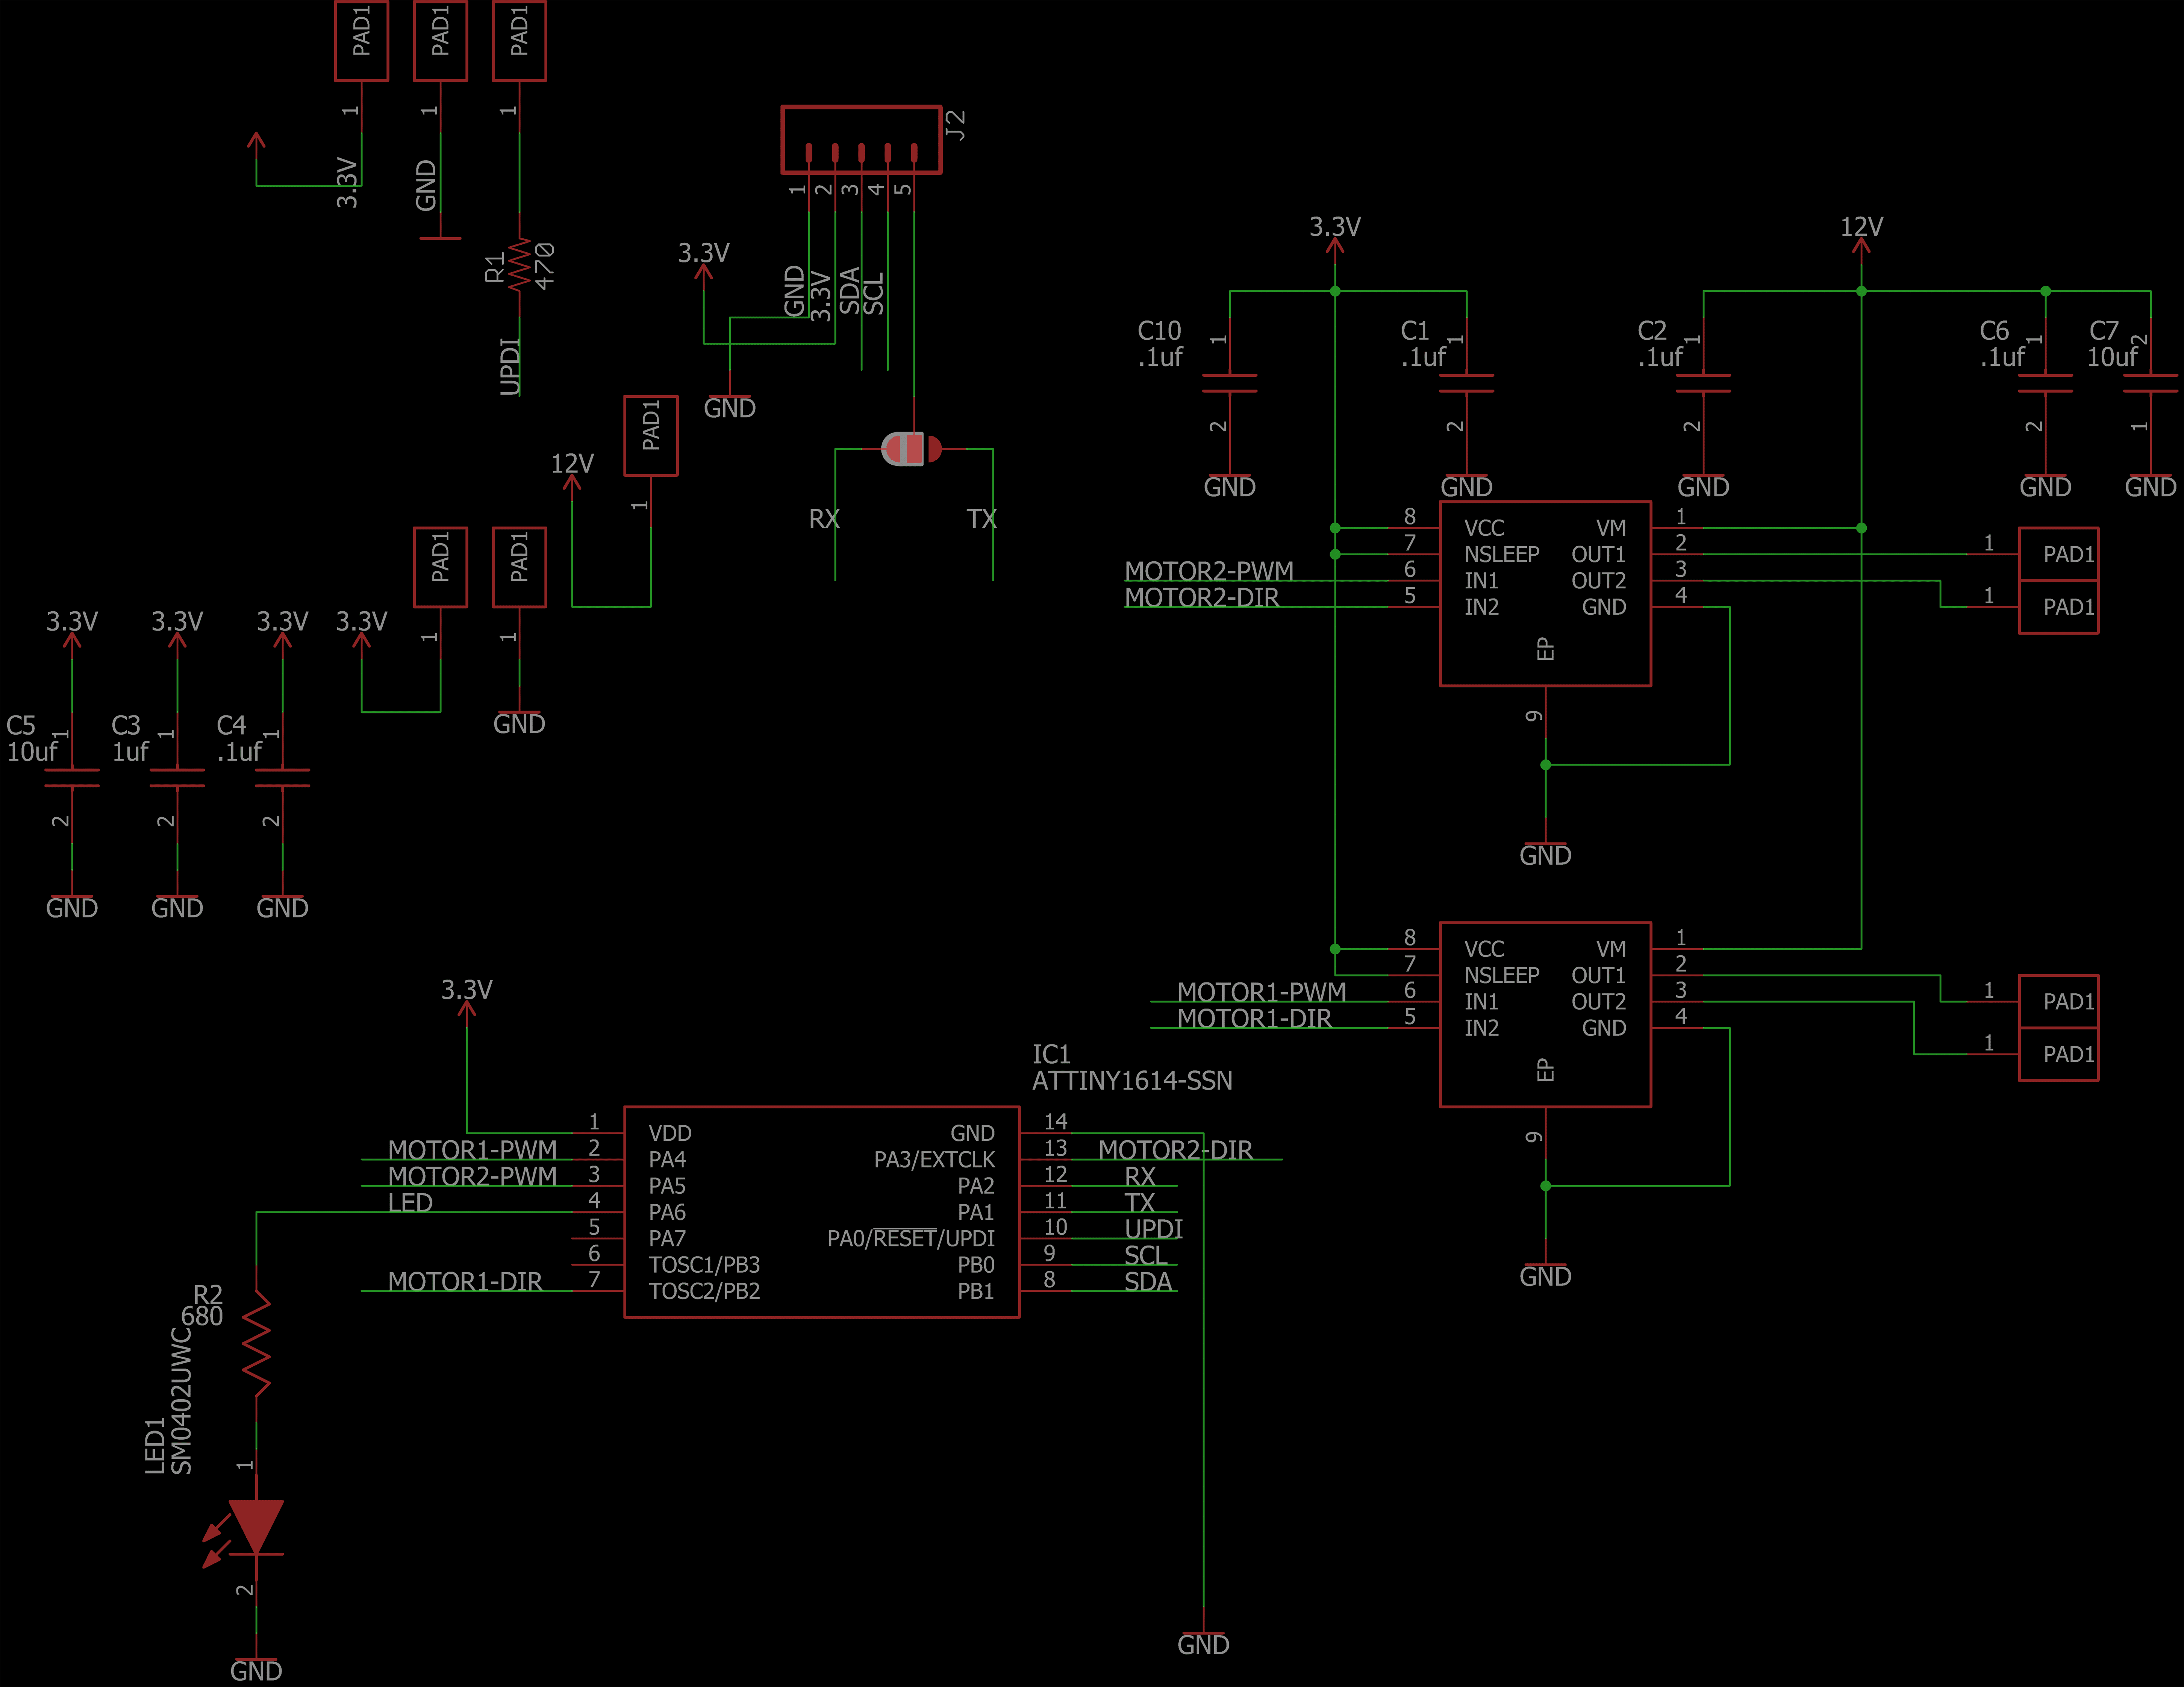 PAD1
PAD1
PAD1
1
1
1
3.3V
GND
R1
470
UPDI
J2
1
2
3
4
5
3.3V
GND
3.3V
SDA
SCL
GND
RX
TX
12V
PAD1
1
PAD1
PAD1
1
1
3.3V
3.3V
3.3V
3.3V
GND
C5
10uf
1
2
GND
C3
1uf
1
2
GND
C4
.1uf
1
2
GND
3.3V
12V
C10
.1uf
1
2
GND
C1
.1uf
1
2
GND
C2
.1uf
1
2
GND
C6
.1uf
1
2
GND
C7
10uf
2
1
GND
8 VCC VM 1
7 NSLEEP OUT1 2
MOTOR2-PWM 6 IN1 OUT2 3
MOTOR2-DIR 5 IN2 GND 4
EP
9
GND
1 PAD1
1 PAD1
8 VCC VM 1
7 NSLEEP OUT1 2
MOTOR1-PWM 6 IN1 OUT2 3
MOTOR1-DIR 5 IN2 GND 4
EP
9
GND
1 PAD1
1 PAD1
3.3V
IC1
ATTINY1614-SSN
1 VDD GND 14
MOTOR1-PWM 2 PA4 PA3/EXTCLK 13 MOTOR2-DIR
MOTOR2-PWM 3 PA5 PA2 12 RX
LED 4 PA6 PA1 11 TX
5 PA7 PA0/RESET/UPDI 10 UPDI
6 TOSC1/PB3 PB0 9 SCL
MOTOR1-DIR 7 TOSC2/PB2 PB1 8 SDA
GND
R2
680
LED1
SM0402UWC
1
2
GND